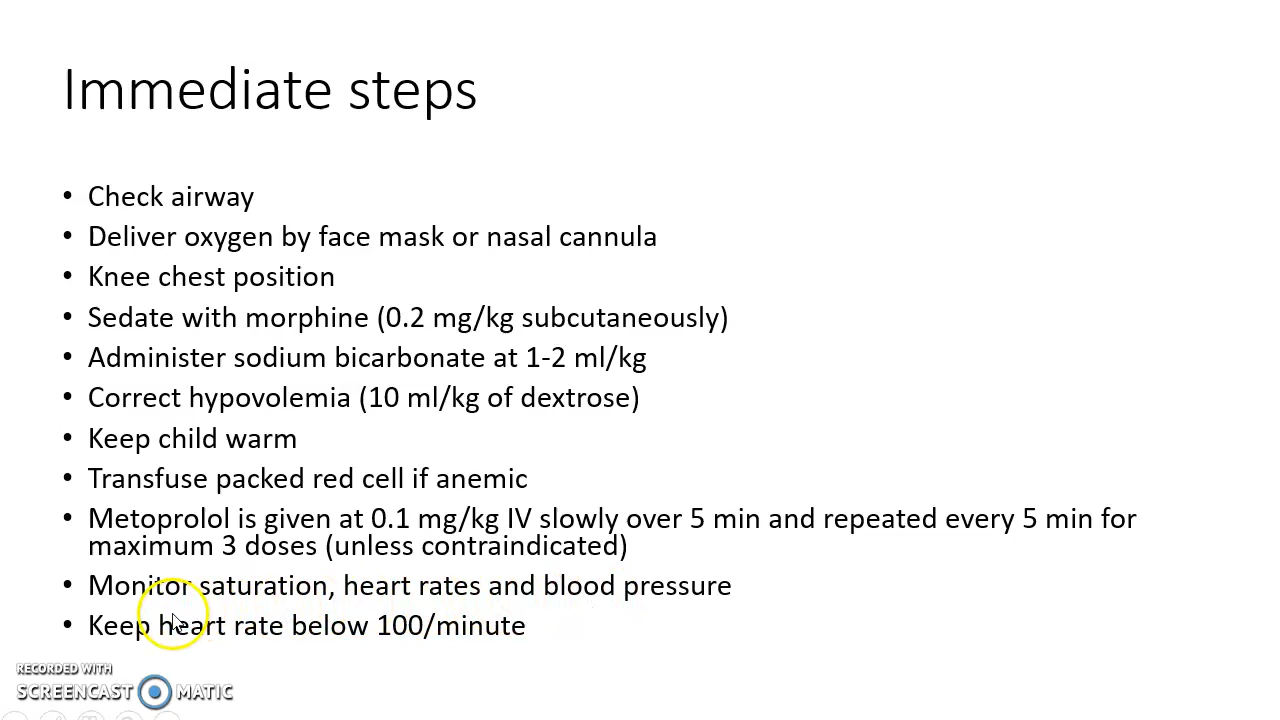 Immediate steps
• Check airway
• Deliver oxygen by face mask or nasal cannula
• Knee chest position
• Sedate with morphine (0.2 mg/kg subcutaneously)
• Administer sodium bicarbonate at 1-2 ml/kg
• Correct hypovolemia (10 ml/kg of dextrose)
• Keep child warm
• Transfuse packed red cell if anemic
• Metoprolol is given at 0.1 mg/kg IV slowly over 5 min and repeated every 5 min for
maximum 3 doses (unless contraindicated)
• Monitor saturation, heart rates and blood pressure
• Keep heart rate below 100/minute
RECORDED WITH
SCREENCAST MATIC